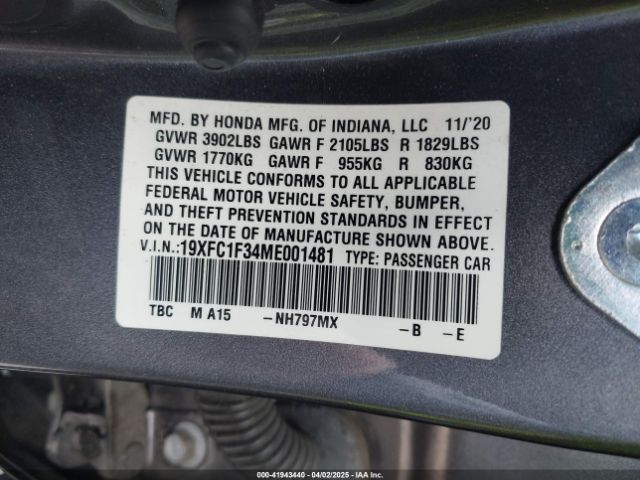 MFD. BY HONDA MFG. OF INDIANA, LLC 11/'20
GVWR 3902LBS GAWR F 2105LBS R 1829LBS
GVWR 1770KG GAWR F 955KG R 830KG
THIS VEHICLE CONFORMS TO ALL APPLICABLE
FEDERAL MOTOR VEHICLE SAFETY, BUMPER,
AND THEFT PREVENTION STANDARDS IN EFFECT
ON THE DATE OF MANUFACTURE SHOWN ABOVE.
V.I.N.:19XFC1F34ME001481 TYPE: PASSENGER CAR
TBC M A15 -NH797MX -B -E
000-41943440 - 04/02/2025 - IAA Inc.